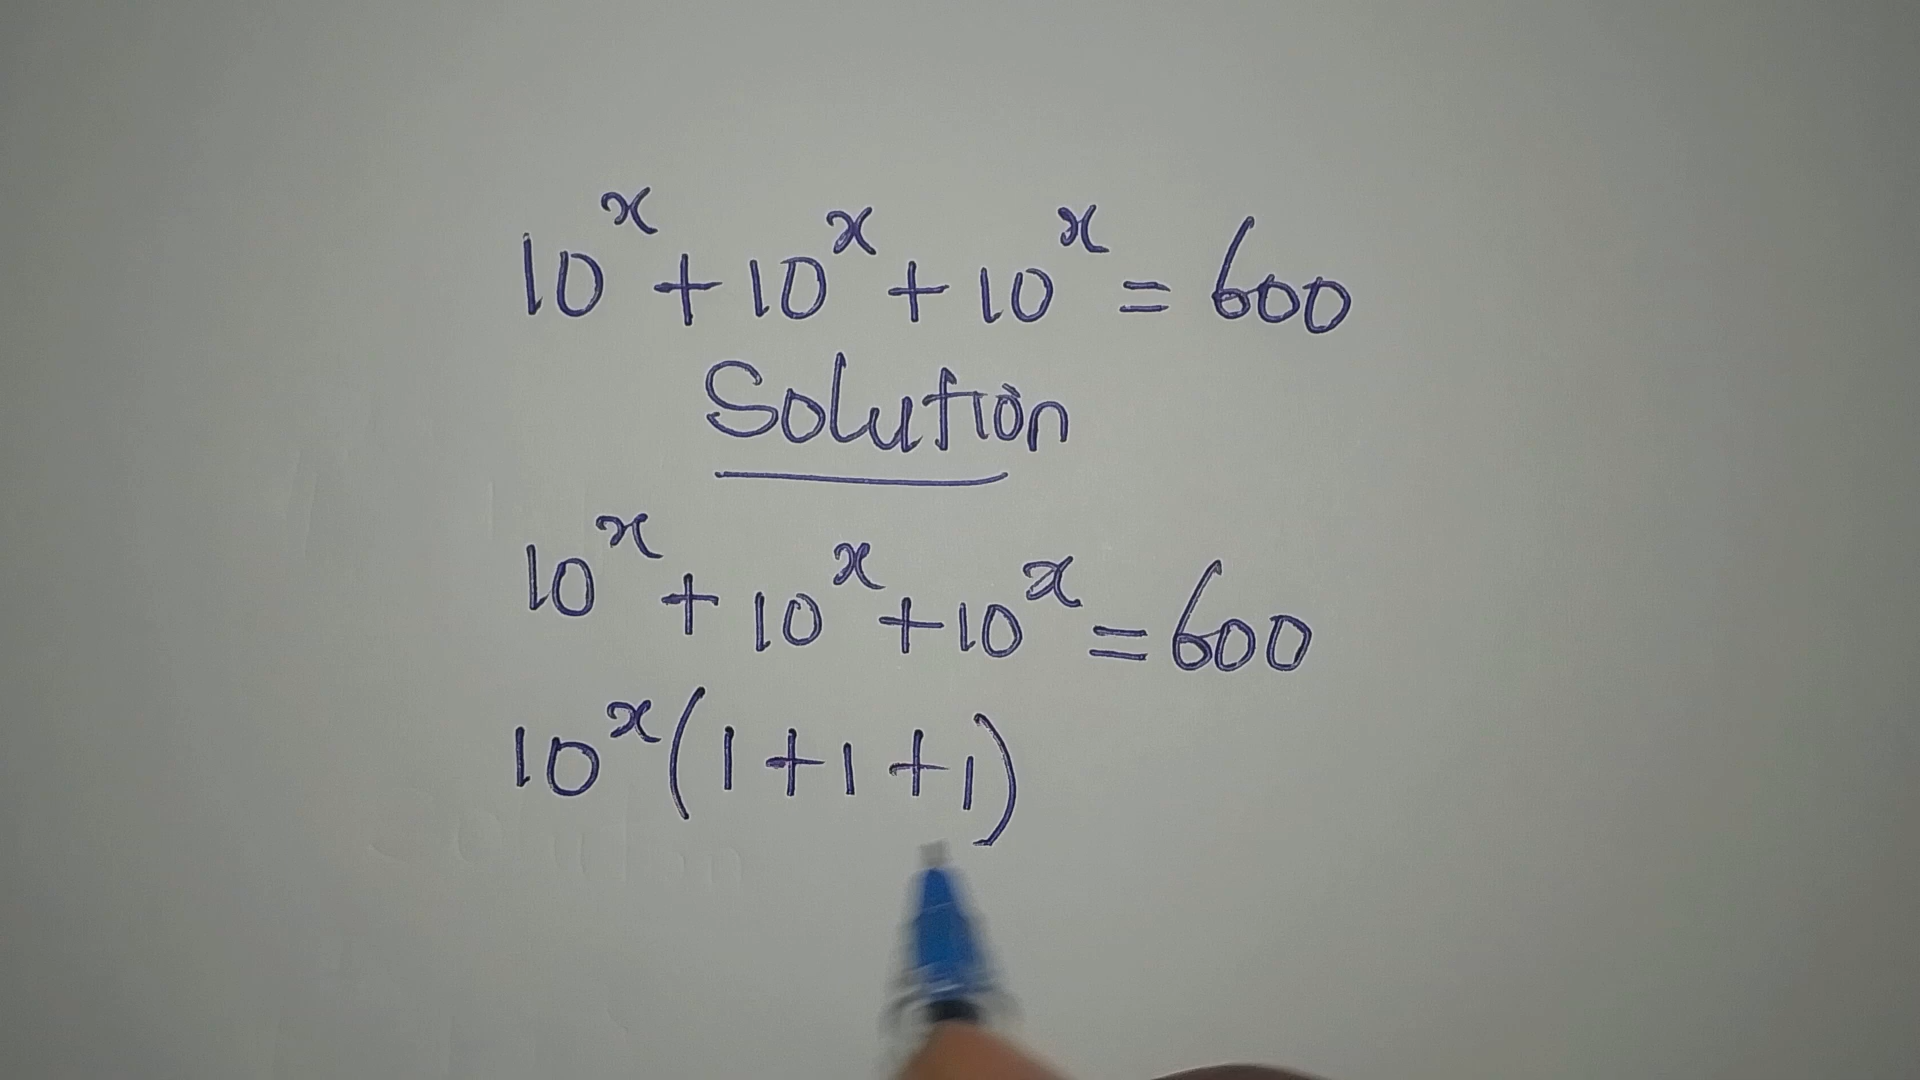 10^x + 10^x + 10^x = 600
Solution
10^x + 10^x + 10^x = 600
10^x (1 + 1 + 1)